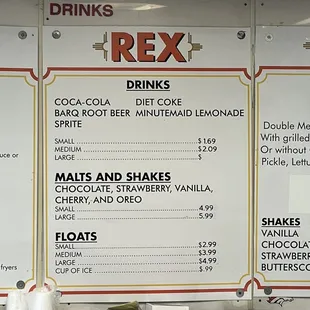 DRINKS
REX
DRINKS
COCA-COLA DIET COKE
BARQ ROOT BEER MINUTEMAID LEMONADE
SPRITE
SMALL $1.69
MEDIUM $2.09
LARGE $
MALTS AND SHAKES
CHOCOLATE, STRAWBERRY, VANILLA,
CHERRY, AND OREO
SMALL 4.99
LARGE 5.99
FLOATS
SMALL $2.99
MEDIUM $3.99
LARGE $4.99
CUP OF ICE $.99
uce or
fryers
Double Me
With grilled
Or without
Pickle, Lettu
SHAKES
VANILLA
CHOCOLAT
STRAWBER
BUTTERSCO